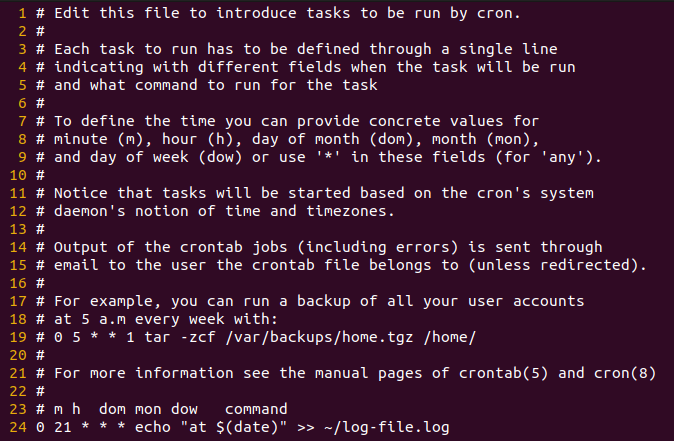 1 # Edit this file to introduce tasks to be run by cron.
2 #
3 # Each task to run has to be defined through a single line
4 # indicating with different fields when the task will be run
5 # and what command to run for the task
6 #
7 # To define the time you can provide concrete values for
8 # minute (m), hour (h), day of month (dom), month (mon),
9 # and day of week (dow) or use '*' in these fields (for 'any').
10 #
11 # Notice that tasks will be started based on the cron's system
12 # daemon's notion of time and timezones.
13 #
14 # Output of the crontab jobs (including errors) is sent through
15 # email to the user the crontab file belongs to (unless redirected).
16 #
17 # For example, you can run a backup of all your user accounts
18 # at 5 a.m every week with:
19 # 0 5 * * 1 tar -zcf /var/backups/home.tgz /home/
20 #
21 # For more information see the manual pages of crontab(5) and cron(8)
22 #
23 # m h  dom mon dow   command
24 0 21 * * * echo "at $(date)" >> ~/log-file.log